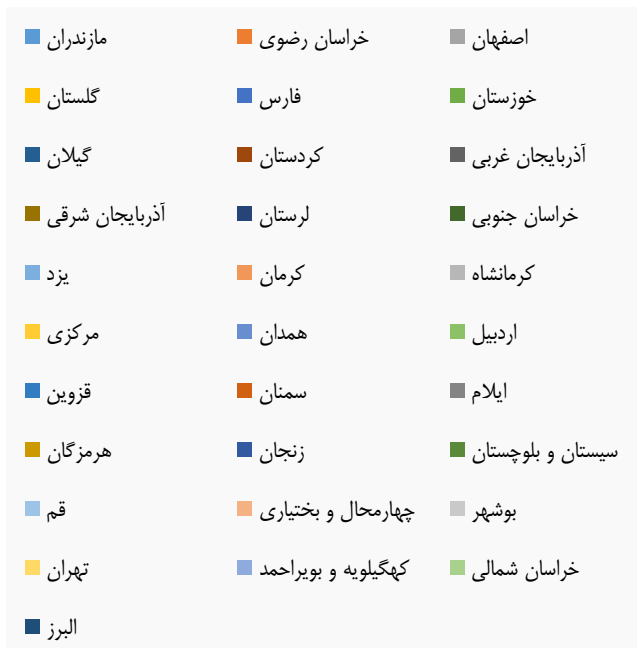 مازندران خراسان رضوی اصفهان
گلستان فارس خوزستان
گیلان کردستان آذربایجان غربی
آذربایجان شرقی لرستان خراسان جنوبی
یزد کرمان کرمانشاه
مرکزی همدان اردبیل
قزوین سمنان ایلام
هرمزگان زنجان سیستان و بلوچستان
قم چهارمحال و بختیاری بوشهر
تهران کهگیلویه و بویراحمد خراسان شمالی
البرز